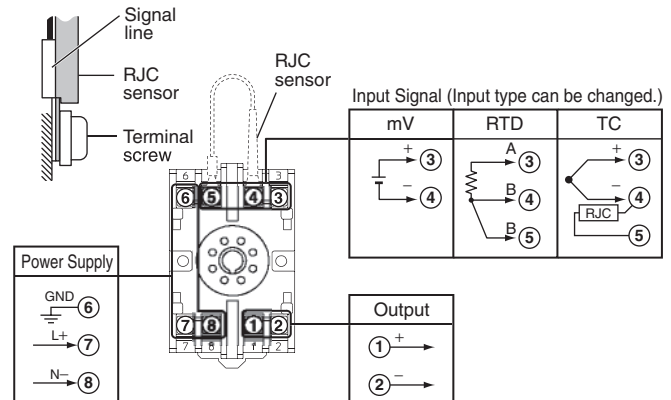 Signal
line
RJC
sensor
Terminal
screw
RJC
sensor
Input Signal (Input type can be changed.)
mV RTD TC
+ 3
− 4
A 3
B 4
B 5
+ 3
− 4
RJC
5
6 3
6 5 4 3
7 8 1 2
7 8 1 2
Power Supply
GND 6
L+ 7
N− 8
Output
1 +
2 −